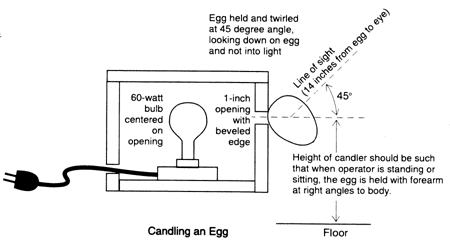 Egg held and twirled
at 45 degree angle,
looking down on egg
and not into light
Line of sight
(14 inches from egg to eye)
45°
60-watt
bulb
centered
on
opening
1-inch
opening
with
beveled
edge
Height of candler should be such
that when operator is standing or
sitting, the egg is held with forearm
at right angles to body.
Candling an Egg
Floor